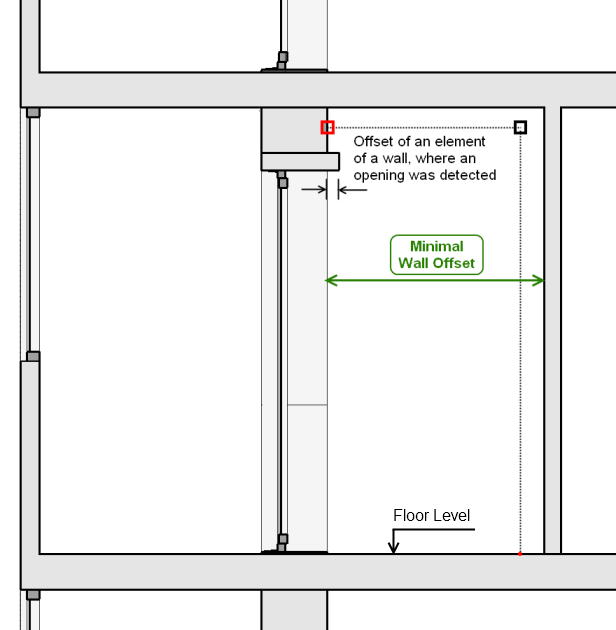 Offset of an element
of a wall, where an
opening was detected
Minimal
Wall Offset
Floor Level